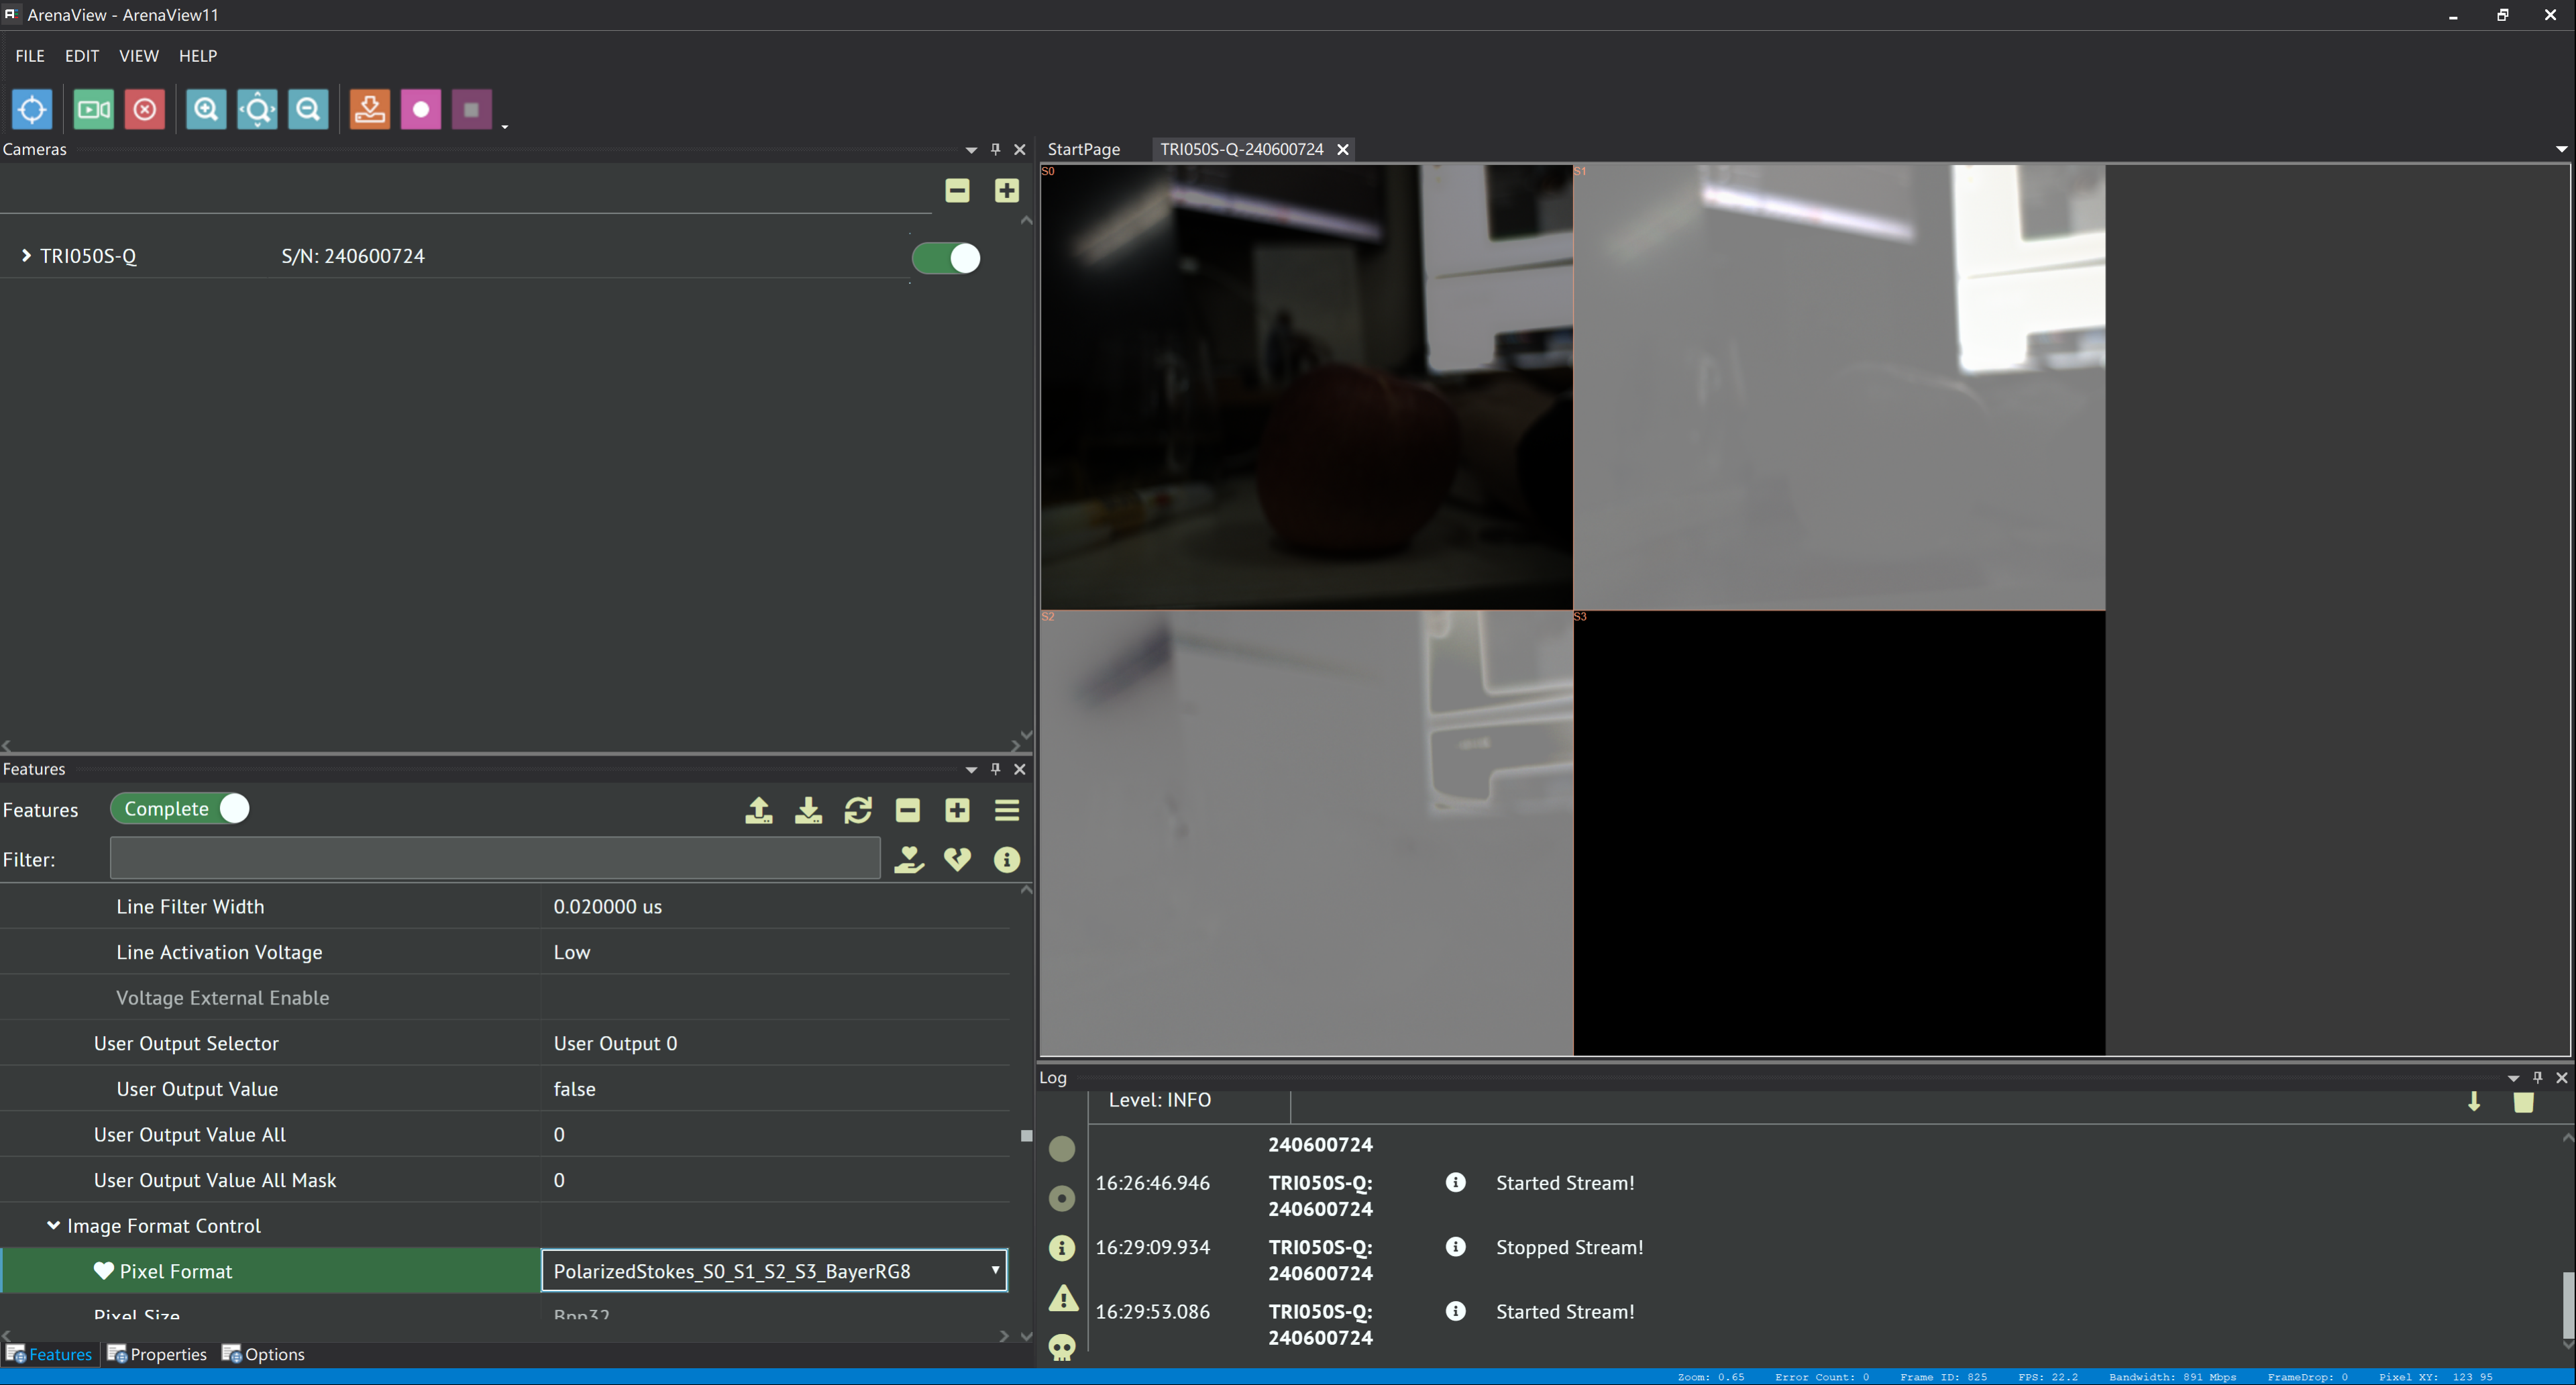 ArenaView - ArenaView11
FILE EDIT VIEW HELP
Cameras
TRI050S-Q S/N: 240600724
Features
Features Complete
Filter:
Line Filter Width 0.020000 us
Line Activation Voltage Low
Voltage External Enable
User Output Selector User Output 0
User Output Value false
User Output Value All 0
User Output Value All Mask 0
Image Format Control
Pixel Format PolarizedStokes_S0_S1_S2_S3_BayerRG8
Pixel Size Bpp32
Features Properties Options
StartPage TRI050S-Q-240600724
S0 S1
S2 S3
Log
Level: INFO
240600724
16:26:46.946 TRI050S-Q: Started Stream!
240600724
16:29:09.934 TRI050S-Q: Stopped Stream!
240600724
16:29:53.086 TRI050S-Q: Started Stream!
240600724
Zoom: 0.65 Error Count: 0 Frame ID: 825 FPS: 22.2 Bandwidth: 891 Mbps FrameDrop: 0 Pixel XY: 123 95